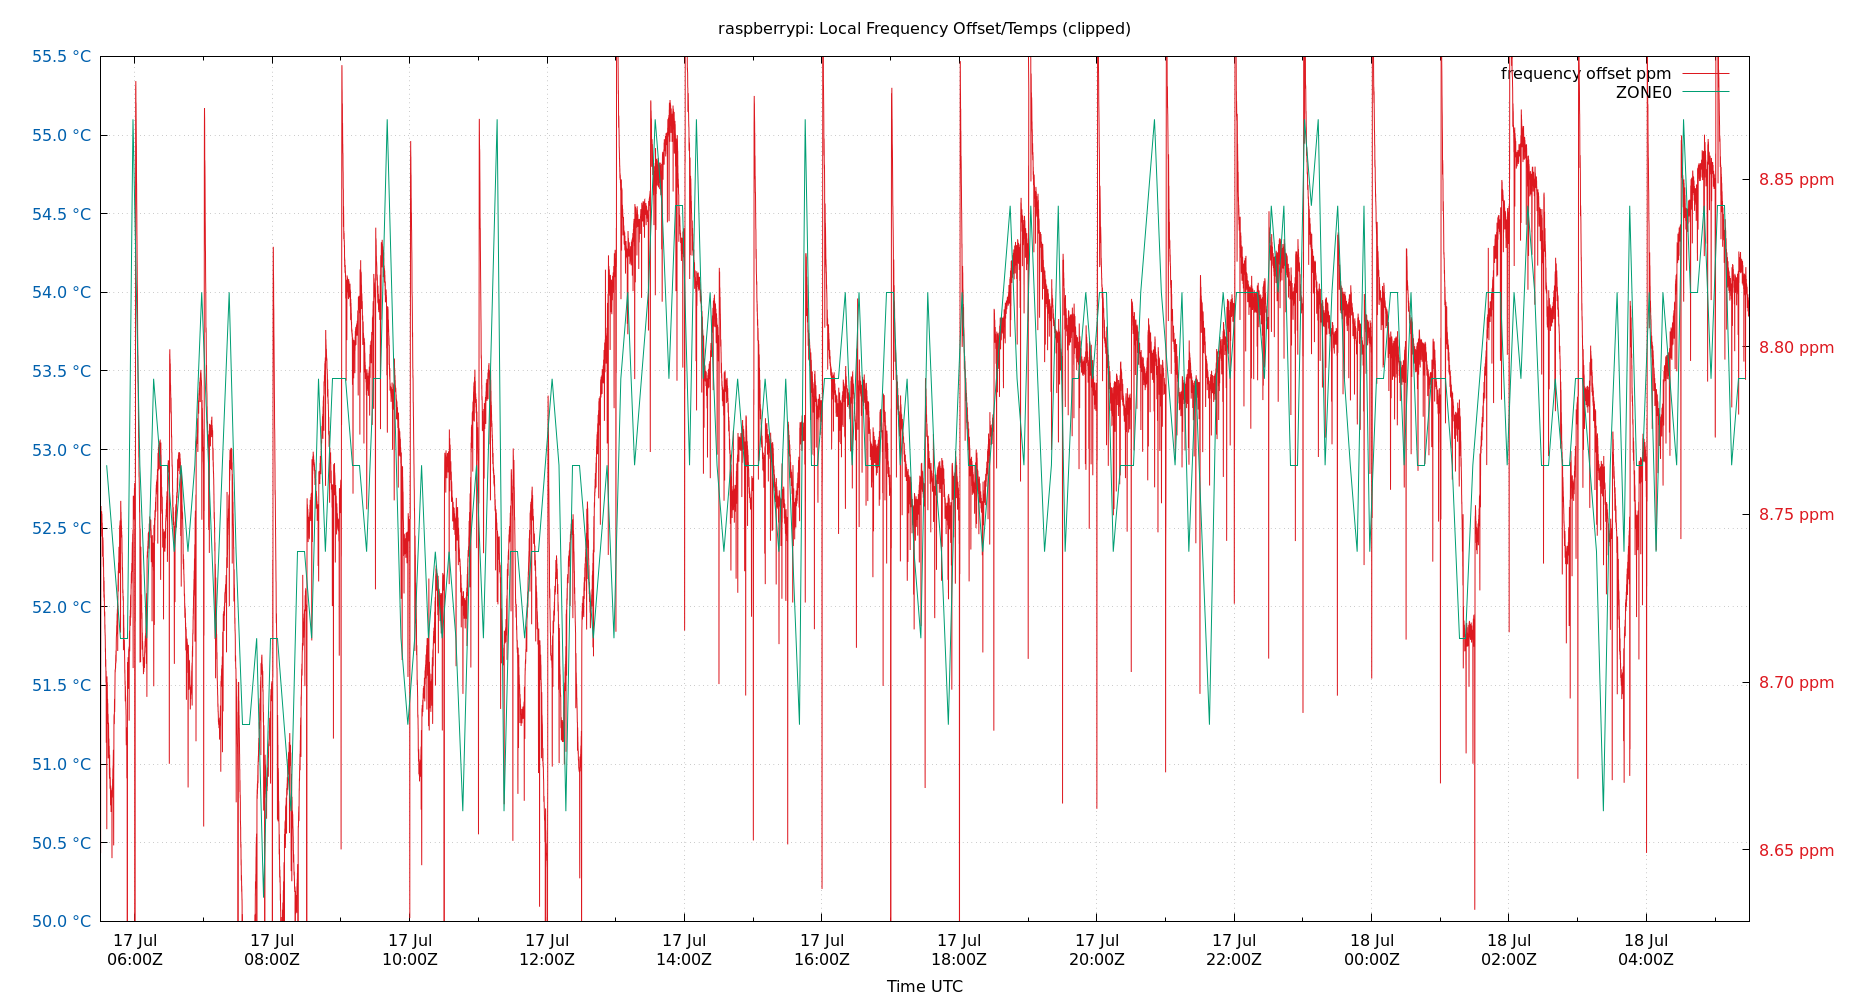 raspberrypi: Local Frequency Offset/Temps (clipped)
frequency offset ppm
ZONE0
55.5 °C
55.0 °C
54.5 °C
54.0 °C
53.5 °C
53.0 °C
52.5 °C
52.0 °C
51.5 °C
51.0 °C
50.5 °C
50.0 °C
8.85 ppm
8.80 ppm
8.75 ppm
8.70 ppm
8.65 ppm
17 Jul 17 Jul 17 Jul 17 Jul 17 Jul 17 Jul 17 Jul 17 Jul 17 Jul 18 Jul 18 Jul 18 Jul
06:00Z 08:00Z 10:00Z 12:00Z 14:00Z 16:00Z 18:00Z 20:00Z 22:00Z 00:00Z 02:00Z 04:00Z
Time UTC